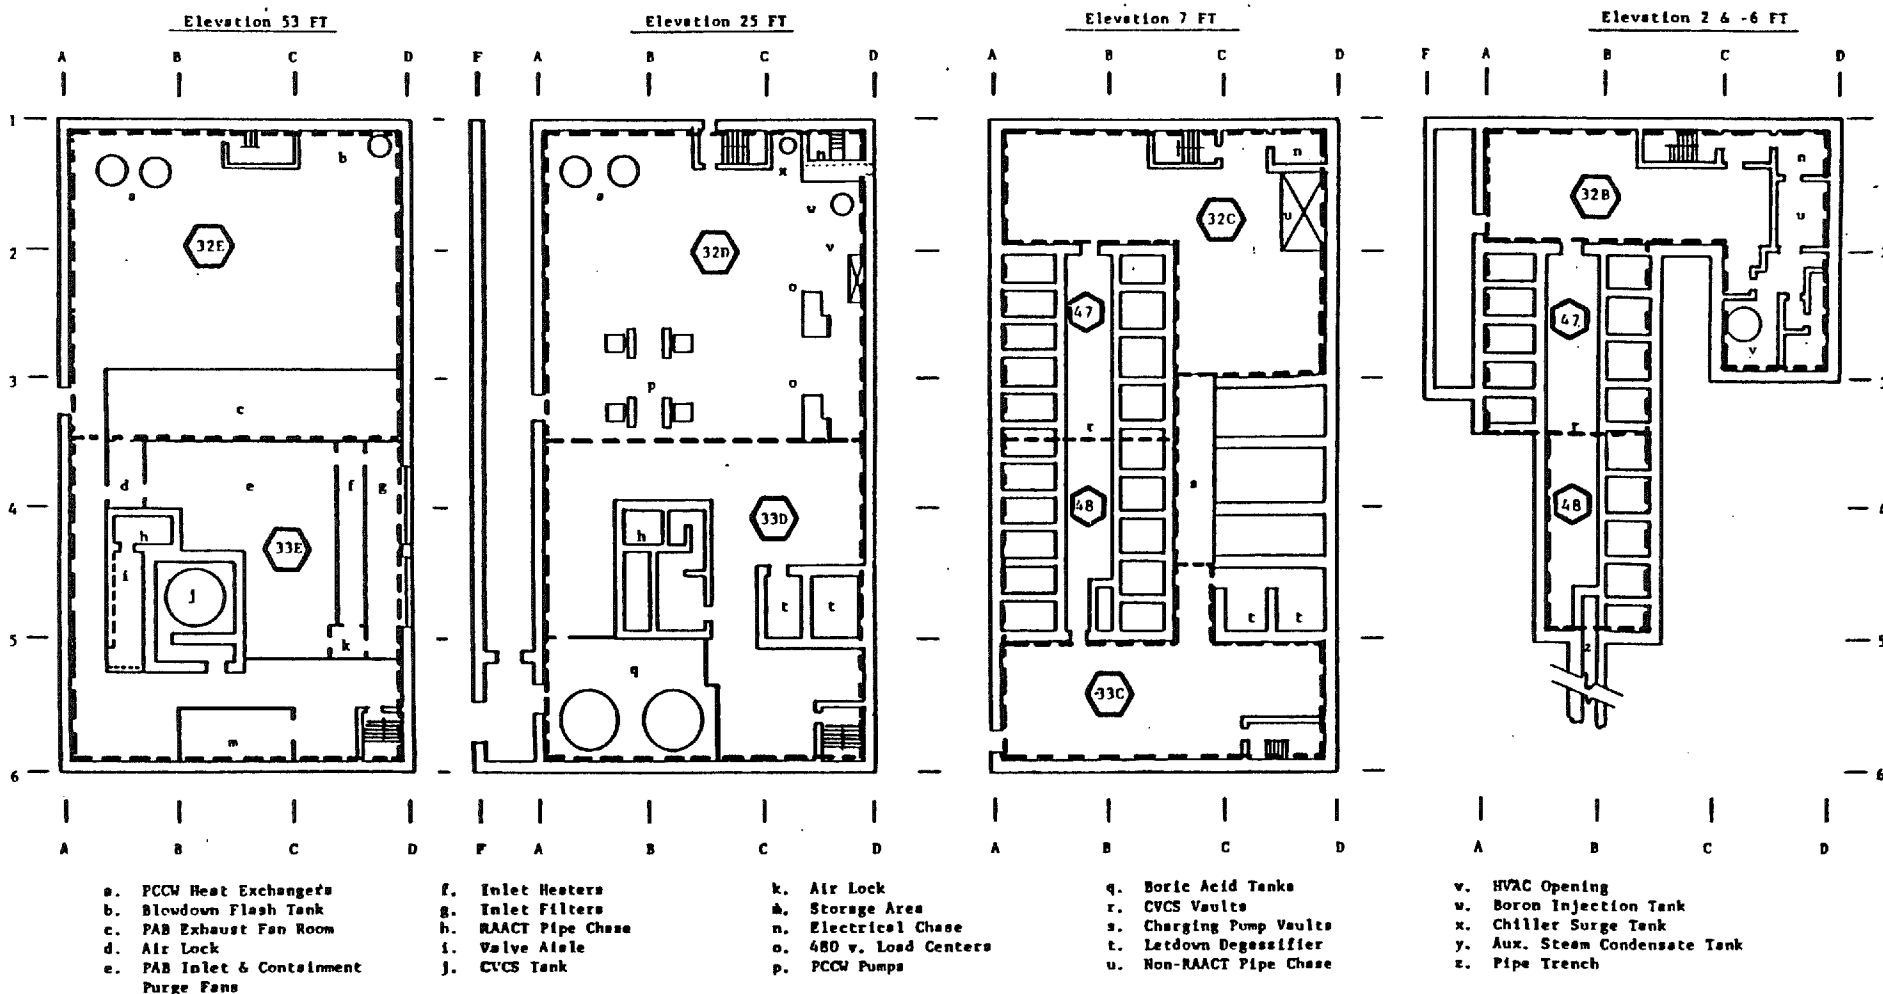 Elevation 53 FT
Elevation 25 FT
Elevation 7 FT
Elevation 2 & -6 FT
A B C D
F A B C D
A B C D
F A B C D
1
2
3
4
5
6
b
s
32E
c
d
e
f
g
h
33E
i
j
k
m
n
x
s
w
32D
v
o
p
o
33D
h
t
t
q
n
32C
u
47
r
48
s
t
t
33C
n
32B
u
47
v
r
48
z
A B C D
F A B C D
A B C D
A B C D
a. PCCW Heat Exchangers
b. Blowdown Flash Tank
c. PAB Exhaust Fan Room
d. Air Lock
e. PAB Inlet & Containment
Purge Fans
f. Inlet Heaters
g. Inlet Filters
h. RAACT Pipe Chase
i. Valve Aisle
j. CVCS Tank
k. Air Lock
m. Storage Area
n. Electrical Chase
o. 480 v. Load Centers
p. PCCW Pumps
q. Boric Acid Tanks
r. CVCS Vaults
s. Charging Pump Vaults
t. Letdown Degassifier
u. Non-RAACT Pipe Chase
v. HVAC Opening
w. Boron Injection Tank
x. Chiller Surge Tank
y. Aux. Steam Condensate Tank
z. Pipe Trench